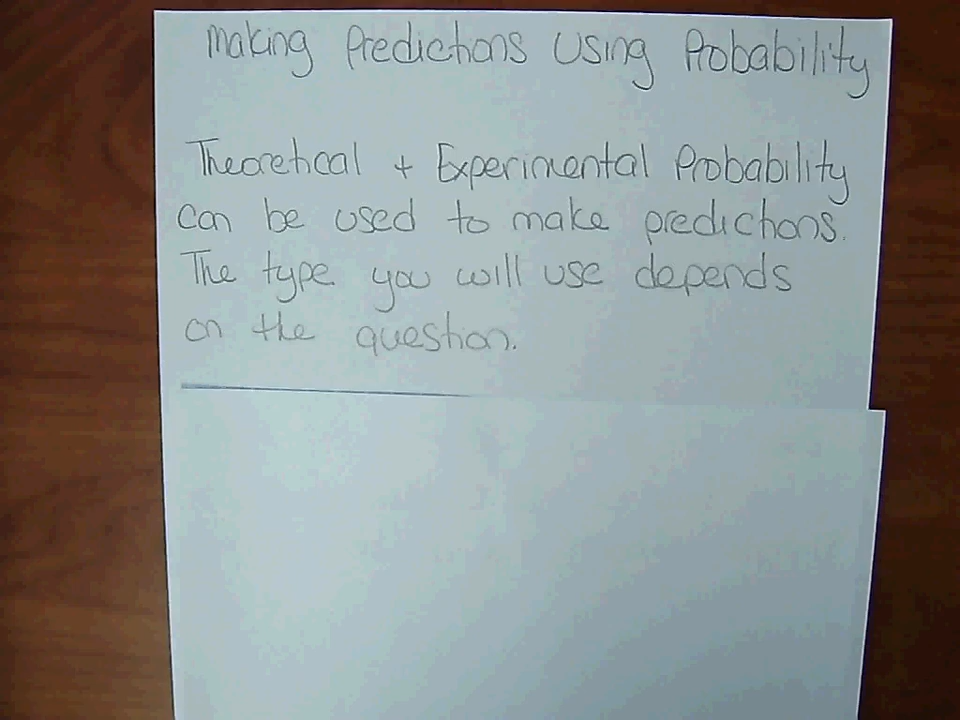 Making Predictions Using Probability
Theoretical + Experimental Probability
can be used to make predictions.
The type you will use depends
on the question.